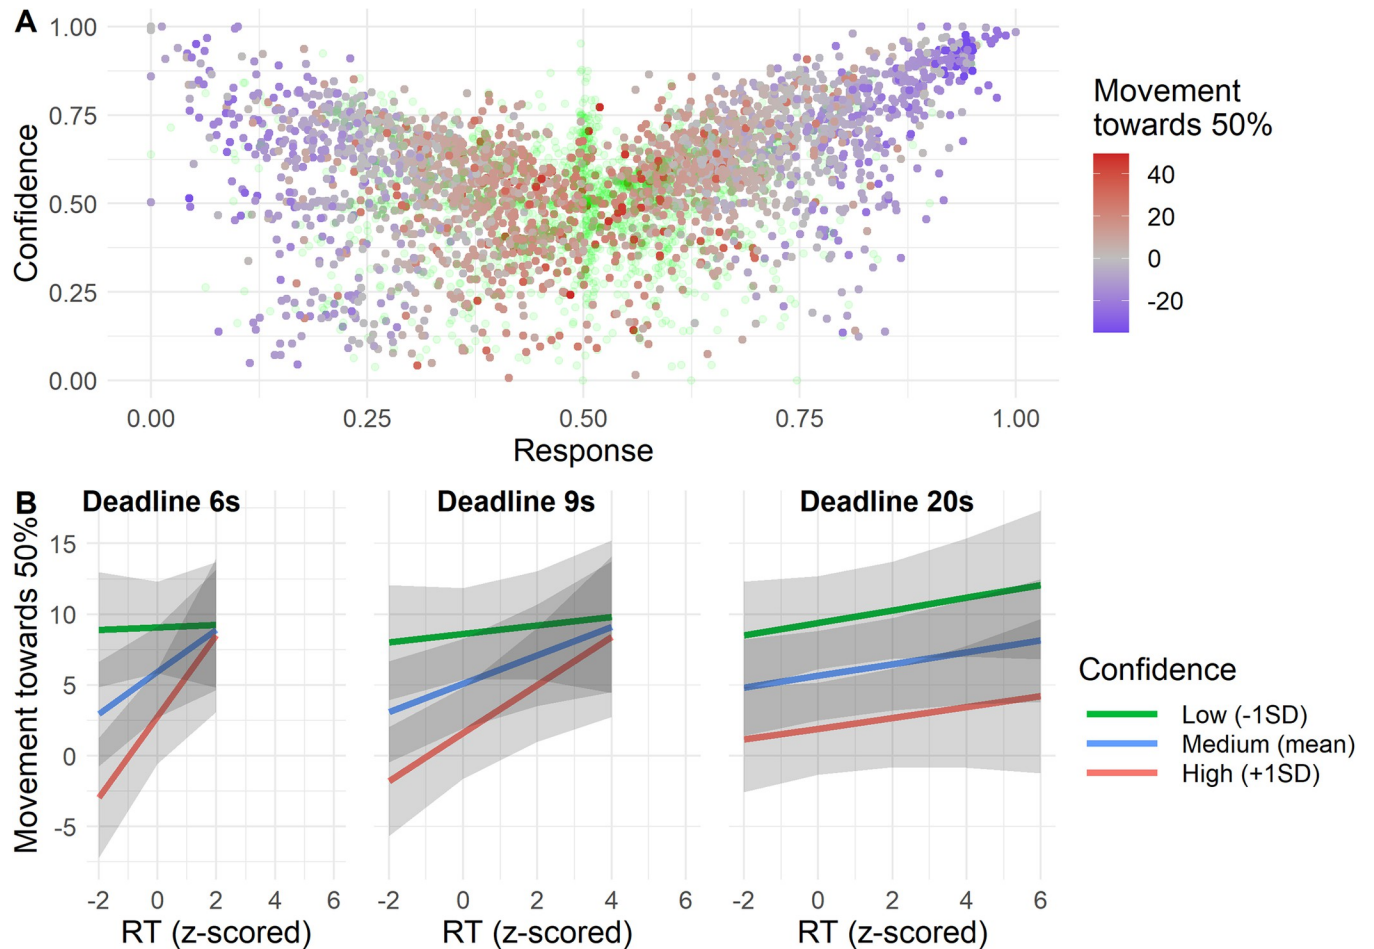 A
1.00
0.75
0.50
0.25
0.00
Confidence
0.00 0.25 0.50 0.75 1.00
Response
Movement
towards 50%
40
20
0
-20
B
Deadline 6s Deadline 9s Deadline 20s
Movement towards 50%
15
10
5
0
-5
-2 0 2 4 6 -2 0 2 4 6 -2 0 2 4 6
RT (z-scored) RT (z-scored) RT (z-scored)
Confidence
Low (-1SD)
Medium (mean)
High (+1SD)